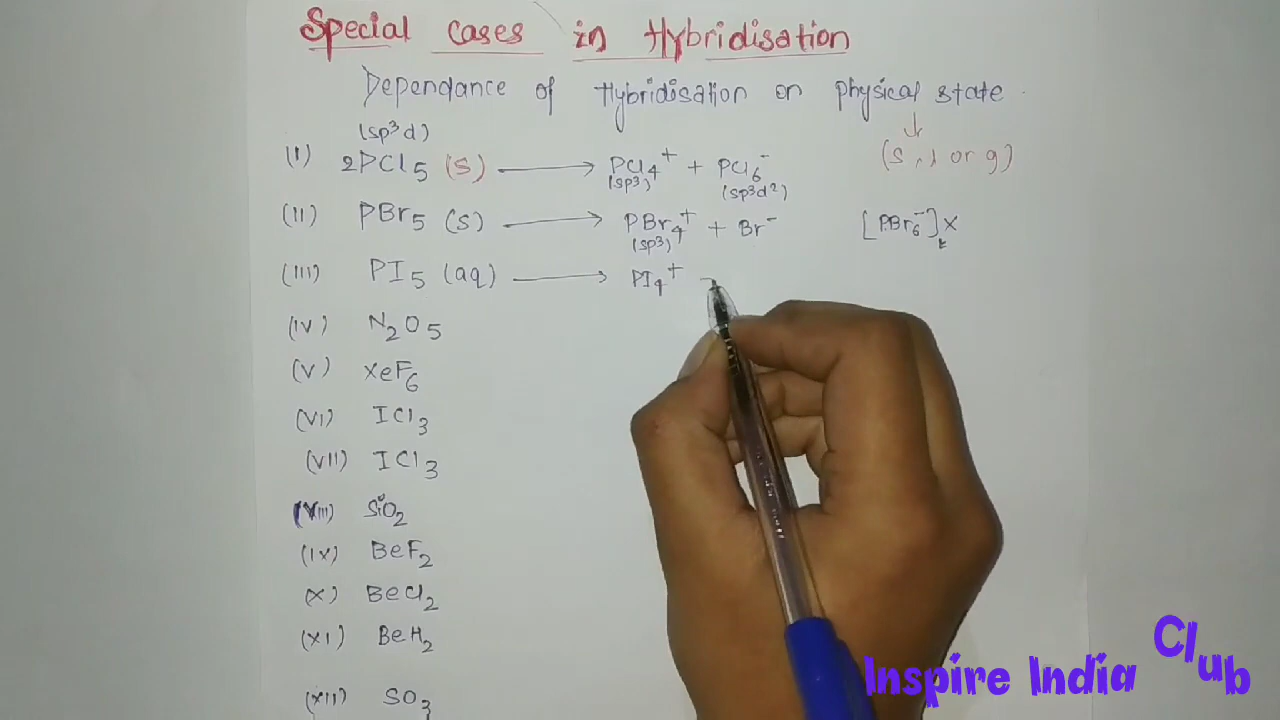 Special cases in Hybridisation
Dependance of Hybridisation on physical state
(s, l or g)
(sp³d)
(I) 2PCl₅ (s) ⟶ PCl₄⁺ + PCl₆⁻
(sp³) (sp³d²)
(II) PBr₅ (s) ⟶ PBr₄⁺ + Br⁻ [PBr₆⁻] x
(sp³)
(III) PI₅ (aq) ⟶ PI₄⁺
(IV) N₂O₅
(V) XeF₆
(VI) ICl₃
(VII) ICl₃
(VIII) SiO₂
(IX) BeF₂
(X) BeCl₂
(XI) BeH₂
(XII) SO₃
Inspire India Club